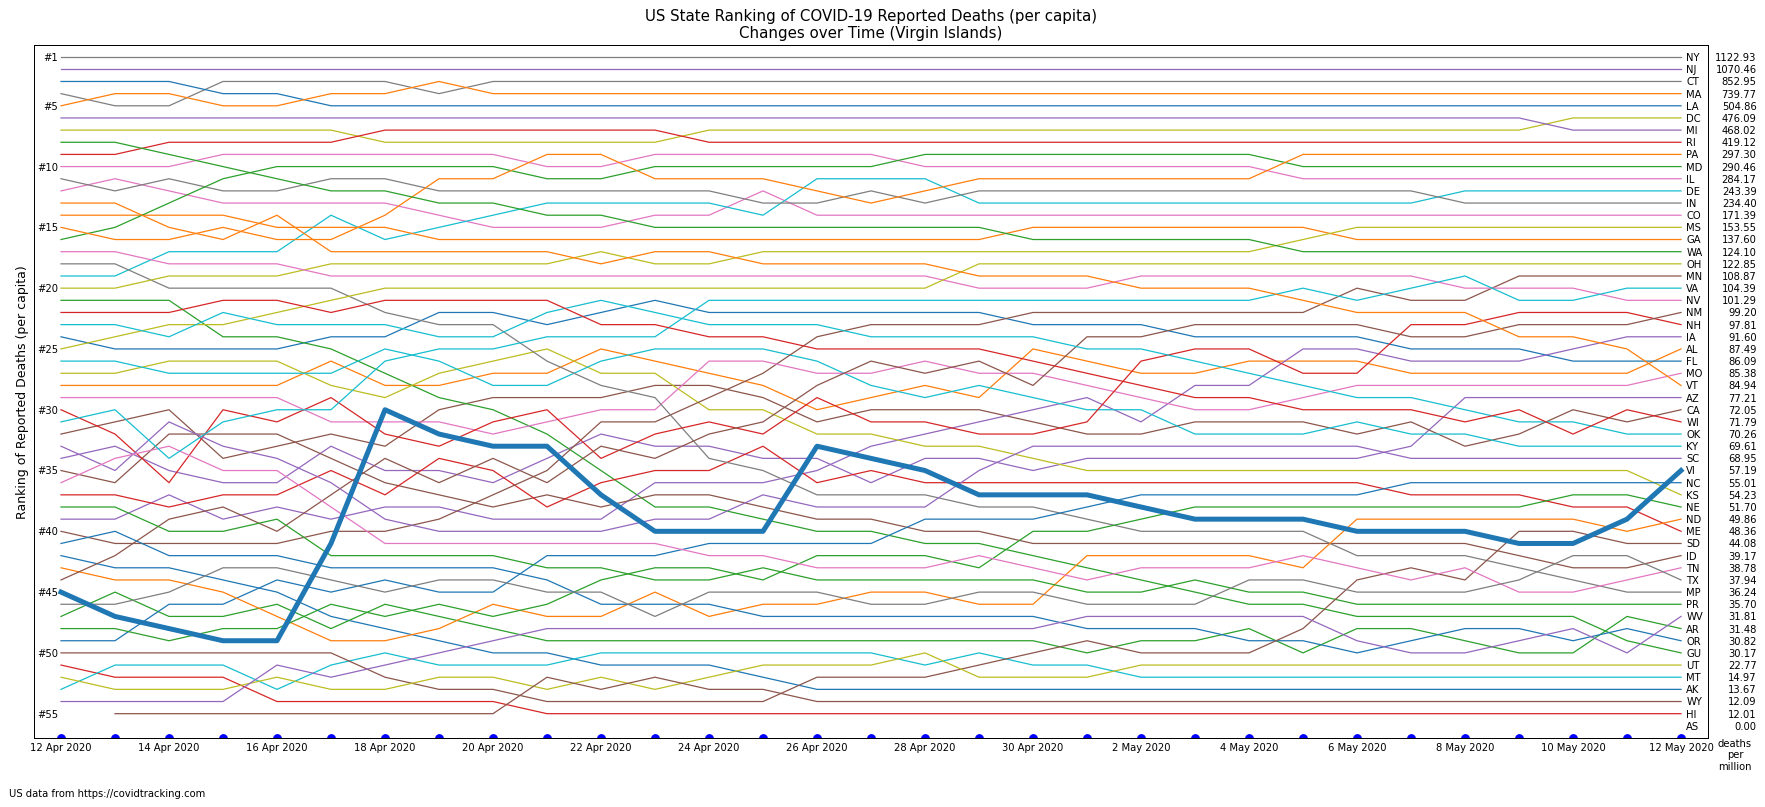 US State Ranking of COVID-19 Reported Deaths (per capita)
Changes over Time (Virgin Islands)
Ranking of Reported Deaths (per capita)
#1
#5
#10
#15
#20
#25
#30
#35
#40
#45
#50
#55
NY 1122.93
NJ 1070.46
CT 852.95
MA 739.77
LA 504.86
DC 476.09
MI 468.02
RI 419.12
PA 297.30
MD 290.46
IL 284.17
DE 243.39
IN 234.40
CO 171.39
MS 153.55
GA 137.60
WA 124.10
OH 122.85
MN 108.87
VA 104.39
NV 101.29
NM 99.20
NH 97.81
IA 91.60
AL 87.49
FL 86.09
MO 85.38
VT 84.94
AZ 77.21
CA 72.05
WI 71.79
OK 70.26
KY 69.61
SC 68.95
VI 57.19
NC 55.01
KS 54.23
NE 51.70
ND 49.86
ME 48.36
SD 44.08
ID 39.17
TN 38.78
TX 37.94
MP 36.24
PR 35.70
WV 31.81
AR 31.48
OR 30.82
GU 30.17
UT 22.77
MT 14.97
AK 13.67
WY 12.09
HI 12.01
AS 0.00
12 Apr 2020 14 Apr 2020 16 Apr 2020 18 Apr 2020 20 Apr 2020 22 Apr 2020 24 Apr 2020 26 Apr 2020 28 Apr 2020 30 Apr 2020 2 May 2020 4 May 2020 6 May 2020 8 May 2020 10 May 2020 12 May 2020
deaths
per
million
US data from https://covidtracking.com